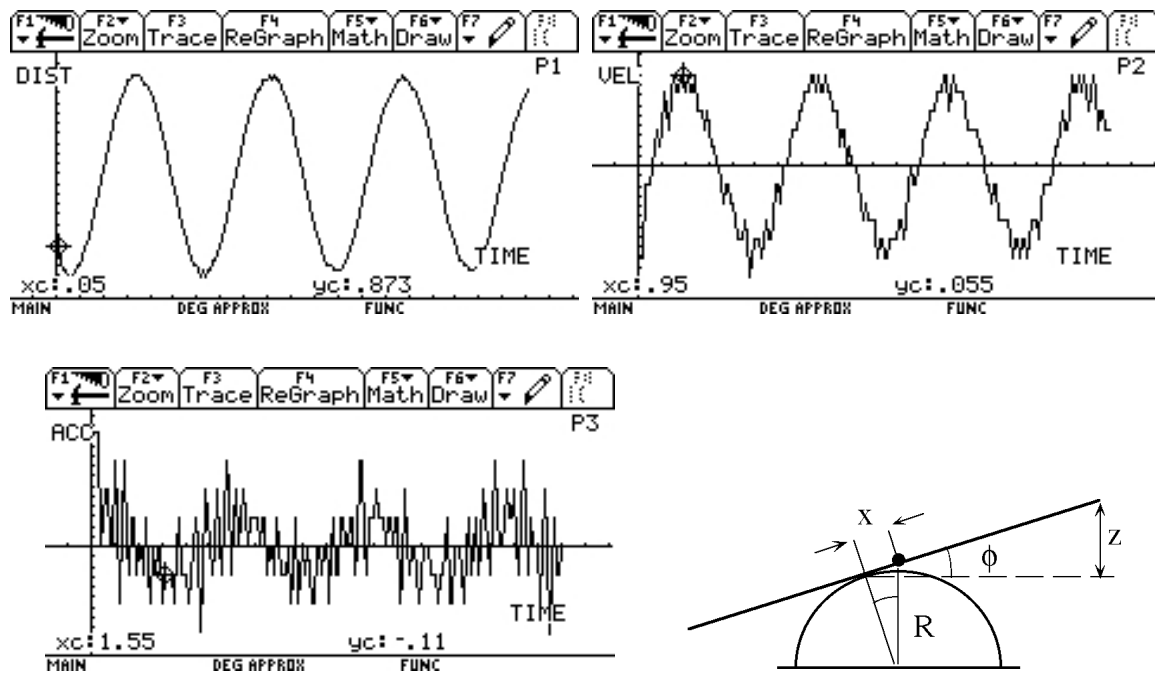 F1 F2 Zoom F3 Trace F4 ReGraph F5 Math F6 Draw F7
DIST
P1
TIME
xc:.05 yc:.873
MAIN DEG APPROX FUNC
F1 F2 Zoom F3 Trace F4 ReGraph F5 Math F6 Draw F7
VEL
P2
TIME
xc:.95 yc:.055
MAIN DEG APPROX FUNC
F1 F2 Zoom F3 Trace F4 ReGraph F5 Math F6 Draw F7
ACC
P3
TIME
xc:1.55 yc:-.11
MAIN DEG APPROX FUNC
x
z
ϕ
R